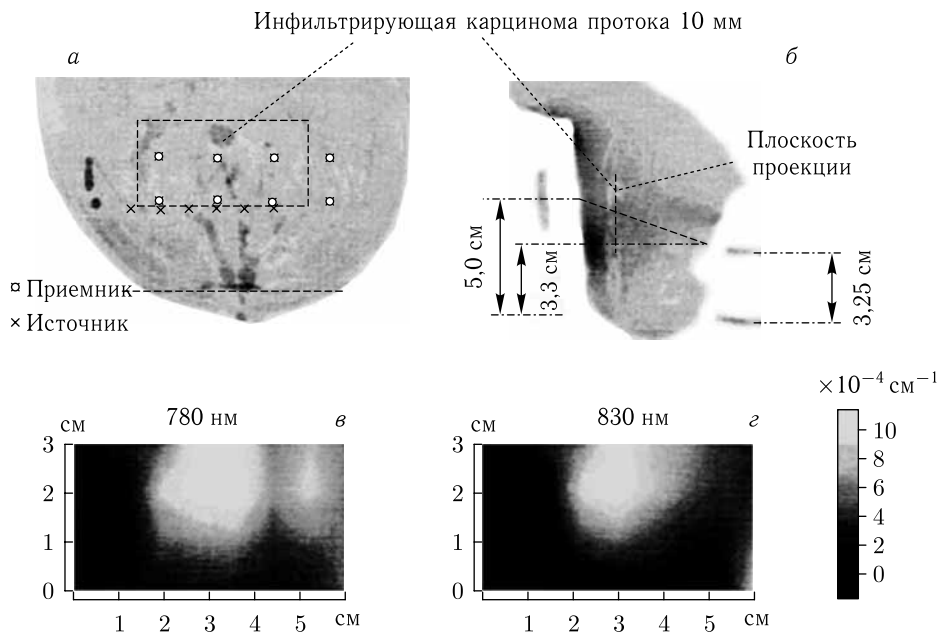 Инфильтрирующая карцинома протока 10 мм
а
б
Плоскость
проекции
5,0 см
3,3 см
3,25 см
¤ Приемник
× Источник
×10⁻⁴ см⁻¹
см
780 нм
в
см
830 нм
г
3
2
1
0
1
2
3
4
5
см
3
2
1
0
1
2
3
4
5
см
10
8
6
4
2
0